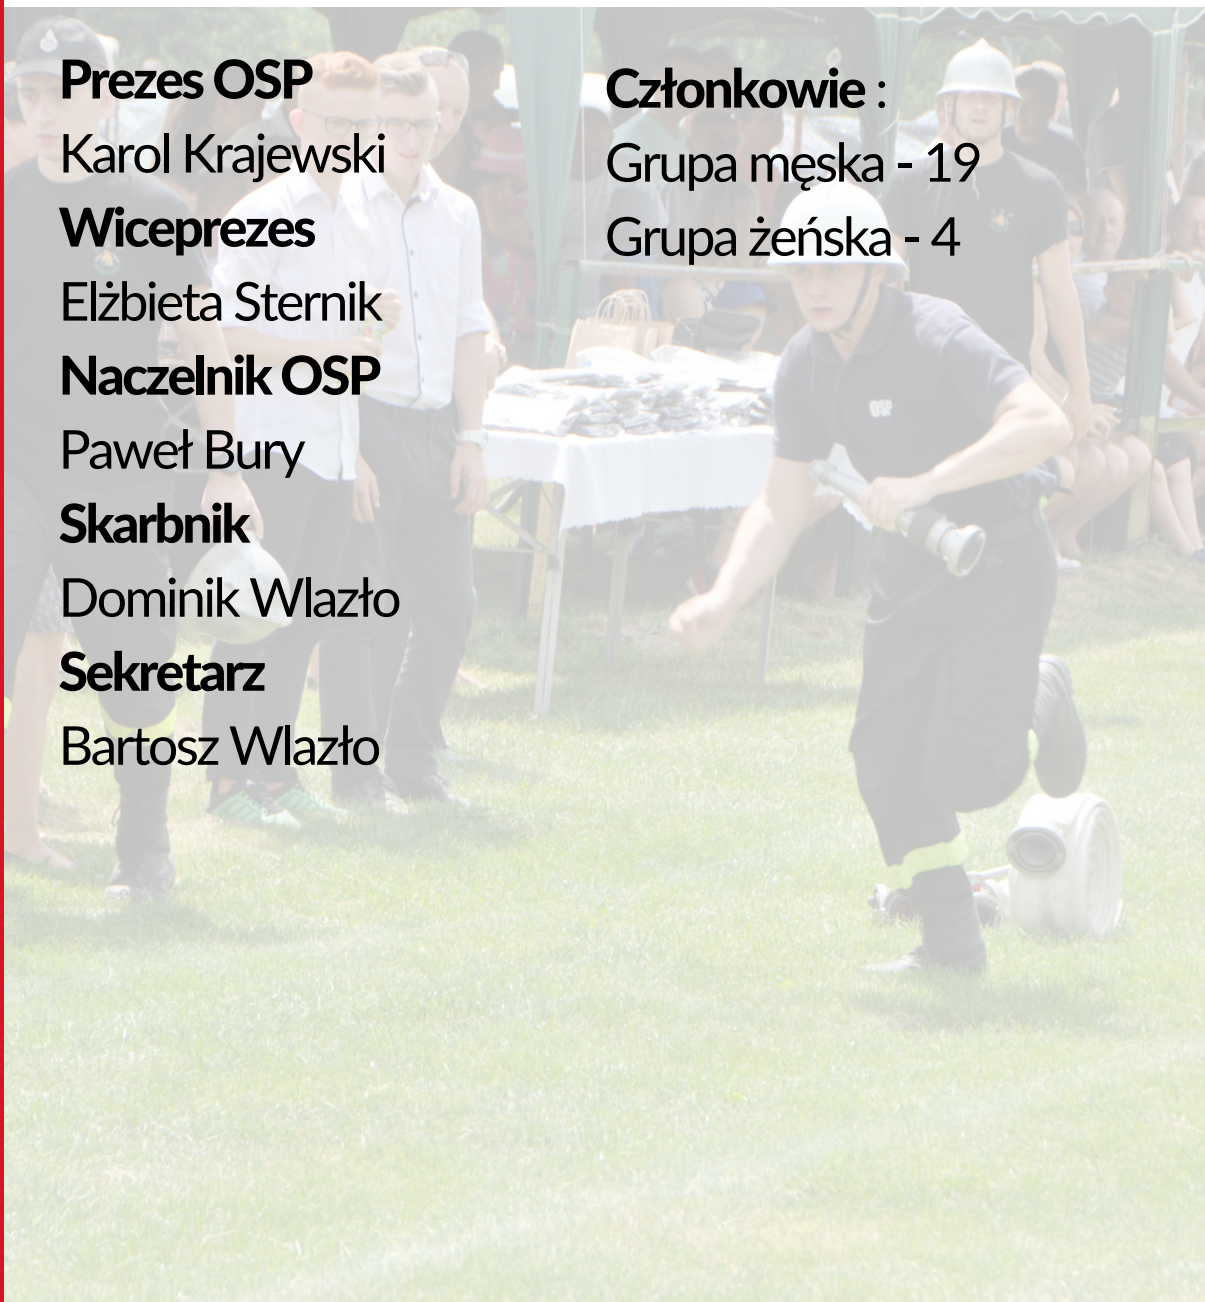 Prezes OSP
Karol Krajewski
Wiceprezes
Elżbieta Sternik
Naczelnik OSP
Paweł Bury
Skarbnik
Dominik Wlazło
Sekretarz
Bartosz Wlazło
Członkowie :
Grupa męska - 19
Grupa żeńska - 4
OSP